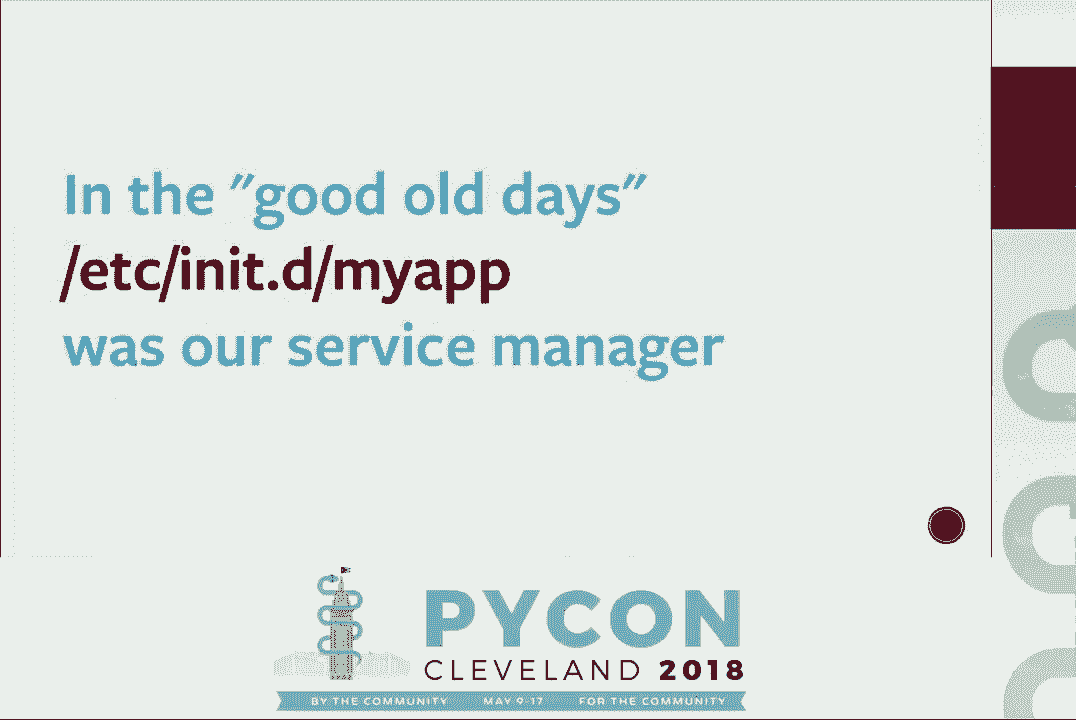 In the "good old days"
/etc/init.d/myapp
was our service manager
PYCON
CLEVELAND 2018
BY THE COMMUNITY MAY 9-17 FOR THE COMMUNITY